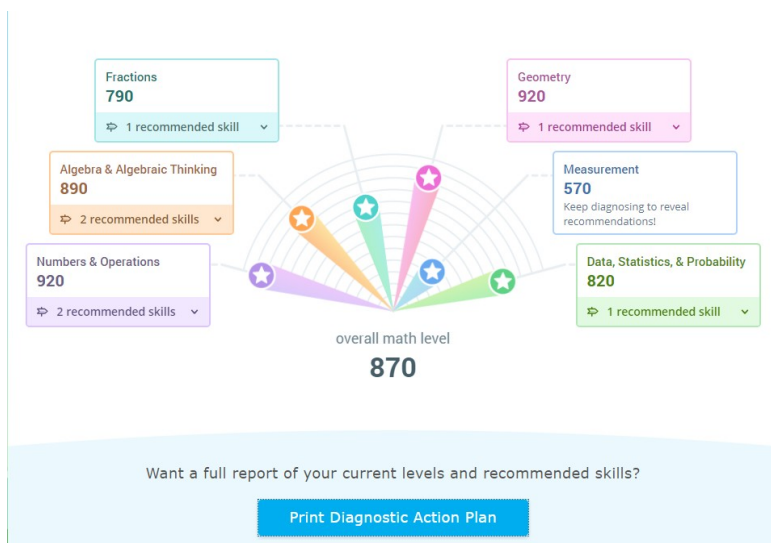 Fractions
790
1 recommended skill
Geometry
920
1 recommended skill
Algebra & Algebraic Thinking
890
2 recommended skills
Measurement
570
Keep diagnosing to reveal
recommendations!
Numbers & Operations
920
2 recommended skills
Data, Statistics, & Probability
820
1 recommended skill
overall math level
870
Want a full report of your current levels and recommended skills?
Print Diagnostic Action Plan